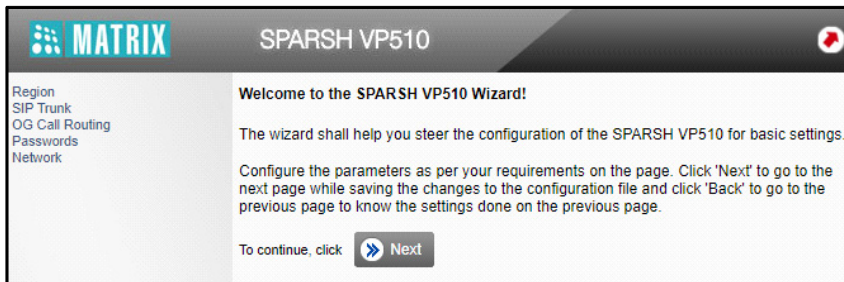 MATRIX SPARSH VP510
Region
SIP Trunk
OG Call Routing
Passwords
Network
Welcome to the SPARSH VP510 Wizard!
The wizard shall help you steer the configuration of the SPARSH VP510 for basic settings.
Configure the parameters as per your requirements on the page. Click 'Next' to go to the
next page while saving the changes to the configuration file and click 'Back' to go to the
previous page to know the settings done on the previous page.
To continue, click Next